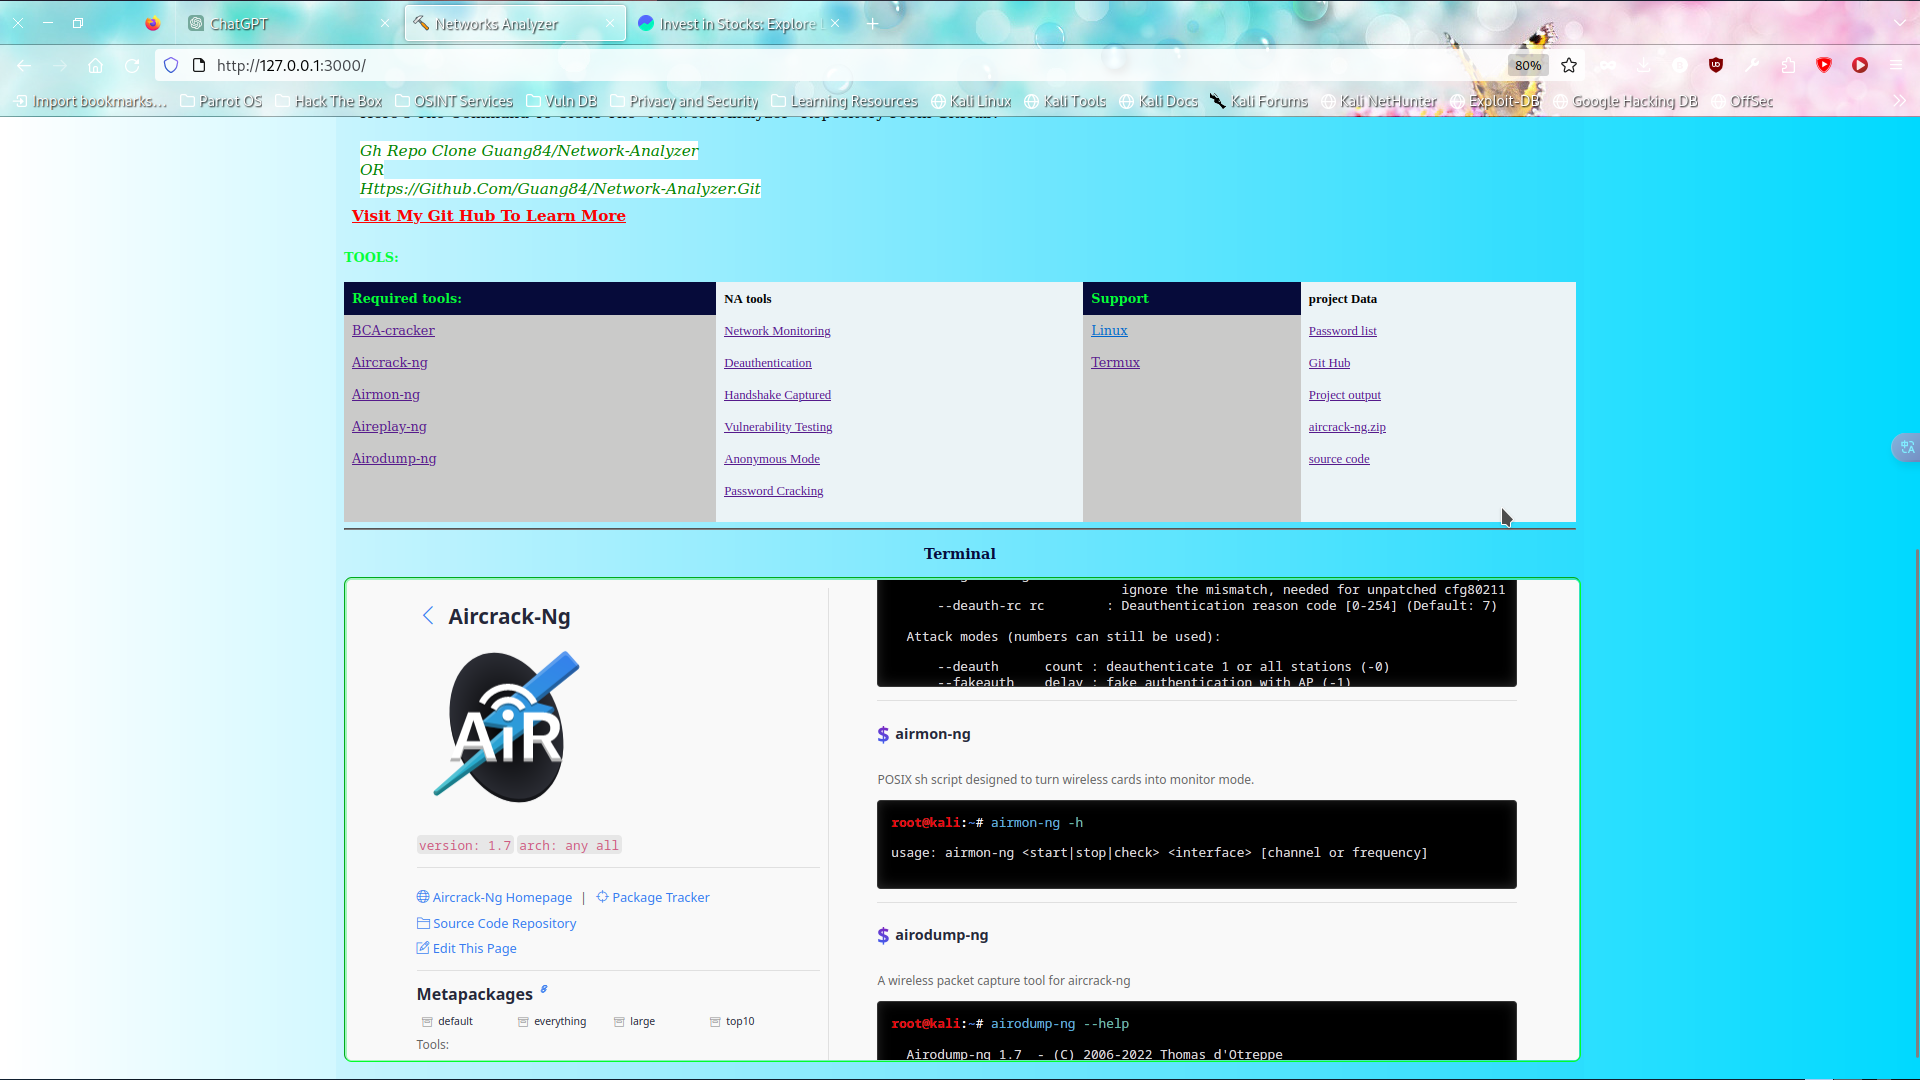 ChatGPT
Networks Analyzer
Invest in Stocks: Explore
http://127.0.0.1:3000/
80%
Import bookmarks...
Parrot OS
Hack The Box
OSINT Services
Vuln DB
Privacy and Security
Learning Resources
Kali Linux
Kali Tools
Kali Docs
Kali Forums
Kali NetHunter
Exploit-DB
Google Hacking DB
OffSec
Gh Repo Clone Guang84/Network-Analyzer
OR
Https://Github.Com/Guang84/Network-Analyzer.Git
Visit My Git Hub To Learn More
TOOLS:
Required tools:
BCA-cracker
Aircrack-ng
Airmon-ng
Aireplay-ng
Airodump-ng
NA tools
Network Monitoring
Deauthentication
Handshake Captured
Vulnerability Testing
Anonymous Mode
Password Cracking
Support
Linux
Termux
project Data
Password list
Git Hub
Project output
aircrack-ng.zip
source code
Terminal
Aircrack-Ng
AiR
version: 1.7 arch: any all
Aircrack-Ng Homepage | Package Tracker
Source Code Repository
Edit This Page
Metapackages
default everything large top10
Tools:
ignore the mismatch, needed for unpatched cfg80211
--deauth-rc rc : Deauthentication reason code [0-254] (Default: 7)
Attack modes (numbers can still be used):
--deauth count : deauthenticate 1 or all stations (-0)
--fakeauth delay : fake authentication with AP (-1)
$ airmon-ng
POSIX sh script designed to turn wireless cards into monitor mode.
root@kali:~# airmon-ng -h
usage: airmon-ng <start|stop|check> <interface> [channel or frequency]
$ airodump-ng
A wireless packet capture tool for aircrack-ng
root@kali:~# airodump-ng --help
Airodump-ng 1.7 - (C) 2006-2022 Thomas d'Otreppe